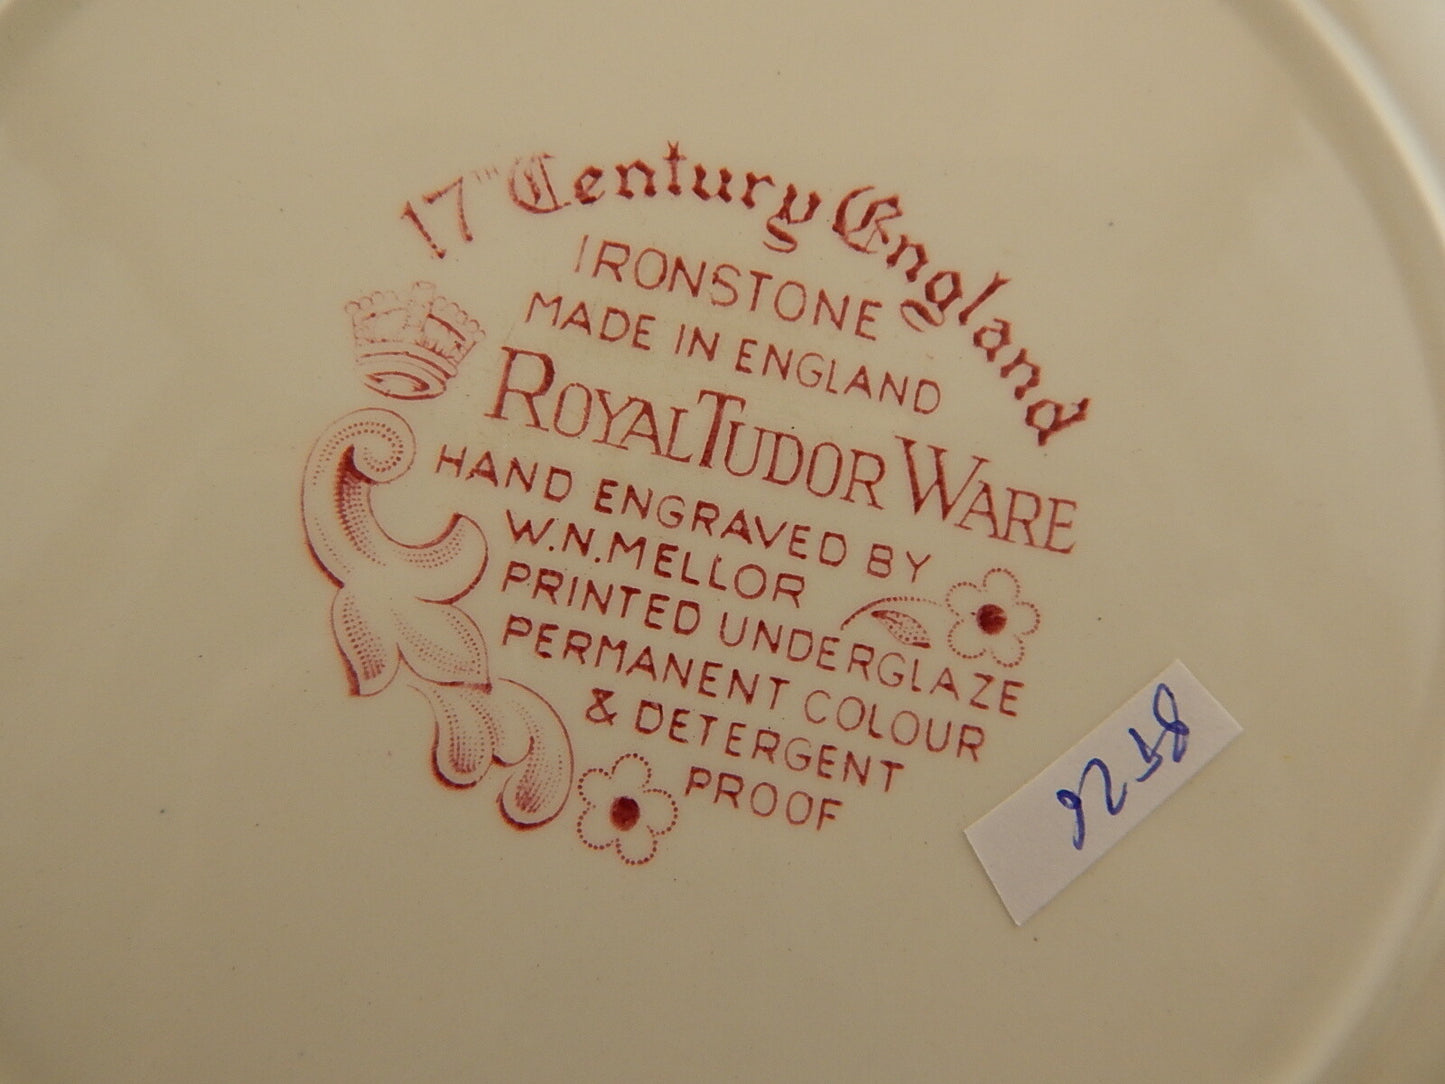 17th Century England
IRONSTONE
MADE IN ENGLAND
ROYAL TUDOR WARE
HAND ENGRAVED BY
W.N.MELLOR
PRINTED UNDERGLAZE
PERMANENT COLOUR
& DETERGENT
PROOF